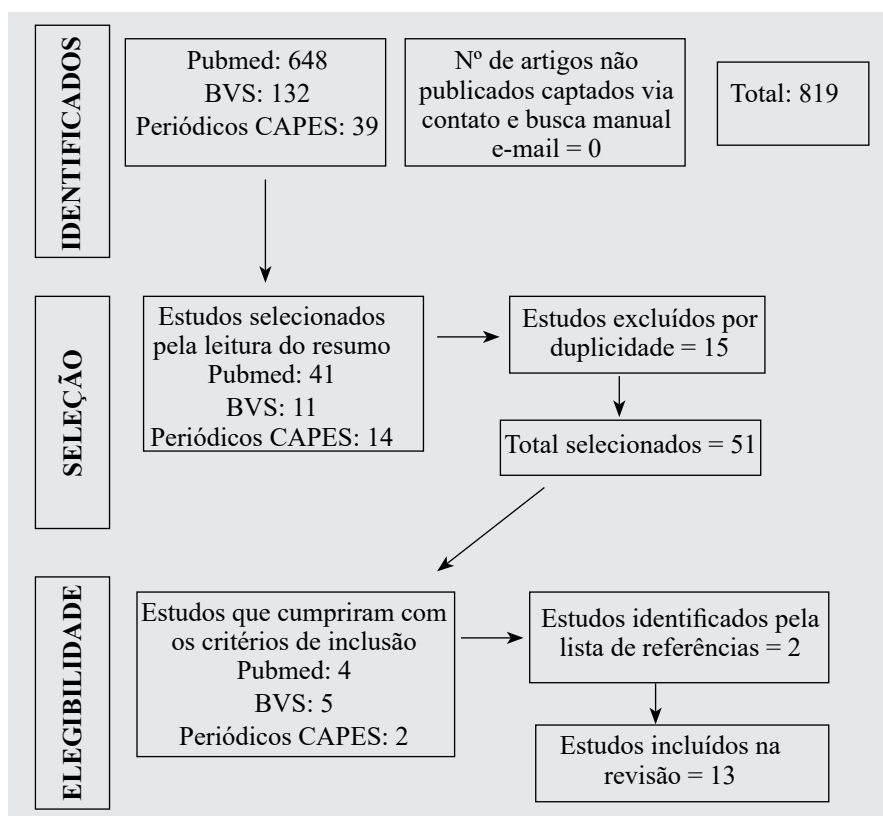 IDENTIFICADOS
Pubmed: 648
BVS: 132
Periódicos CAPES: 39
Nº de artigos não
publicados captados via
contato e busca manual
e-mail = 0
Total: 819
SELEÇÃO
Estudos selecionados
pela leitura do resumo
Pubmed: 41
BVS: 11
Periódicos CAPES: 14
Estudos excluídos por
duplicidade = 15
Total selecionados = 51
ELEGIBILIDADE
Estudos que cumpriram com
os critérios de inclusão
Pubmed: 4
BVS: 5
Periódicos CAPES: 2
Estudos identificados pela
lista de referências = 2
Estudos incluídos na
revisão = 13